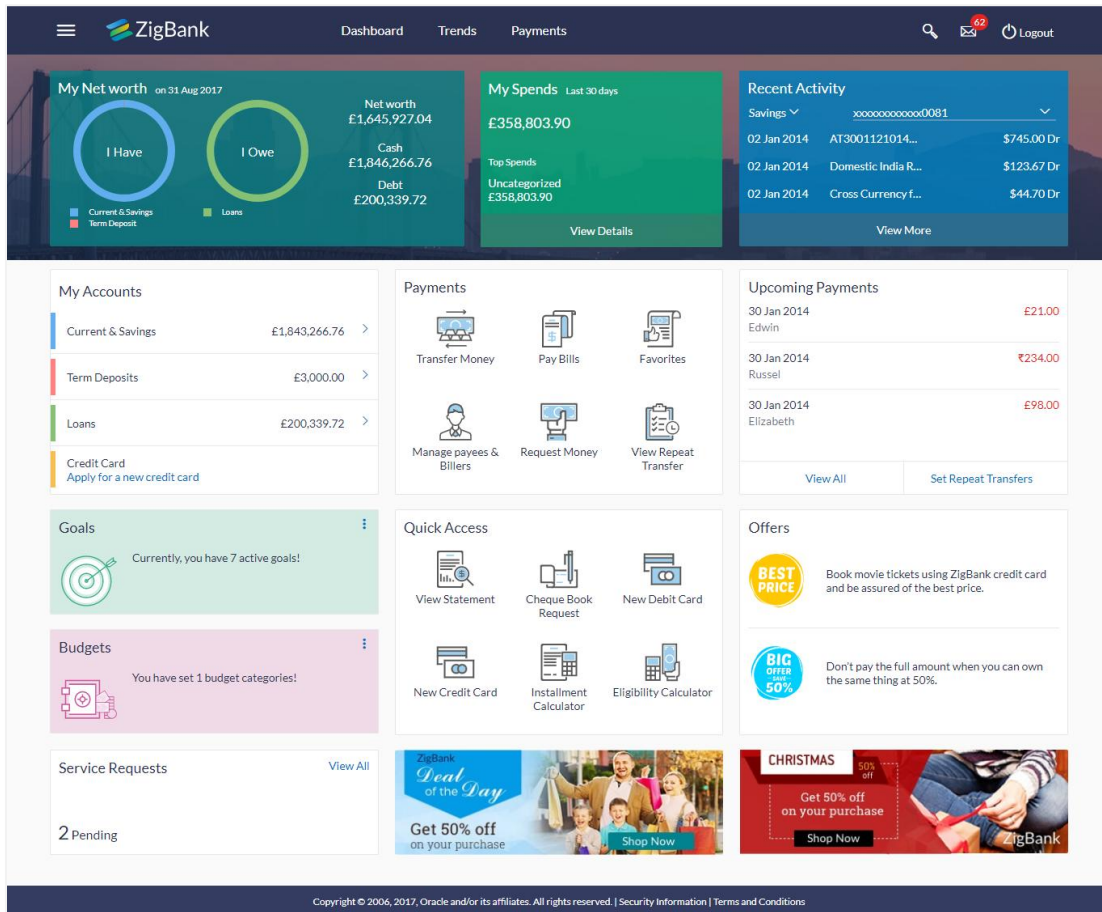 ZigBank
Dashboard
Trends
Payments
62
Logout
My Net worth on 31 Aug 2017
I Have
I Owe
Current & Savings
Term Deposit
Loans
Net worth
£1,645,927.04
Cash
£1,846,266.76
Debt
£200,339.72
My Spends Last 30 days
£358,803.90
Top Spends
Uncategorized
£358,803.90
View Details
Recent Activity
Savings xxxxxxxxxxxx0081
02 Jan 2014 AT3001121014... $745.00 Dr
02 Jan 2014 Domestic India R... $123.67 Dr
02 Jan 2014 Cross Currency f... $44.70 Dr
View More
My Accounts
Current & Savings £1,843,266.76
Term Deposits £3,000.00
Loans £200,339.72
Credit Card
Apply for a new credit card
Payments
Transfer Money
Pay Bills
Favorites
Manage payees &
Billers
Request Money
View Repeat
Transfer
Upcoming Payments
30 Jan 2014 £21.00
Edwin
30 Jan 2014 ₹234.00
Russel
30 Jan 2014 £98.00
Elizabeth
View All
Set Repeat Transfers
Goals
Currently, you have 7 active goals!
Budgets
You have set 1 budget categories!
Quick Access
View Statement
Cheque Book
Request
New Debit Card
New Credit Card
Installment
Calculator
Eligibility Calculator
Offers
BEST
PRICE
Book movie tickets using ZigBank credit card
and be assured of the best price.
BIG
OFFER
SAVE
50%
Don't pay the full amount when you can own
the same thing at 50%.
Service Requests
View All
2 Pending
ZigBank
Deal
of the Day
Get 50% off
on your purchase
Shop Now
CHRISTMAS
50%
off
Get 50% off
on your purchase
Shop Now
ZigBank
Copyright © 2006, 2017, Oracle and/or its affiliates. All rights reserved. | Security Information | Terms and Conditions